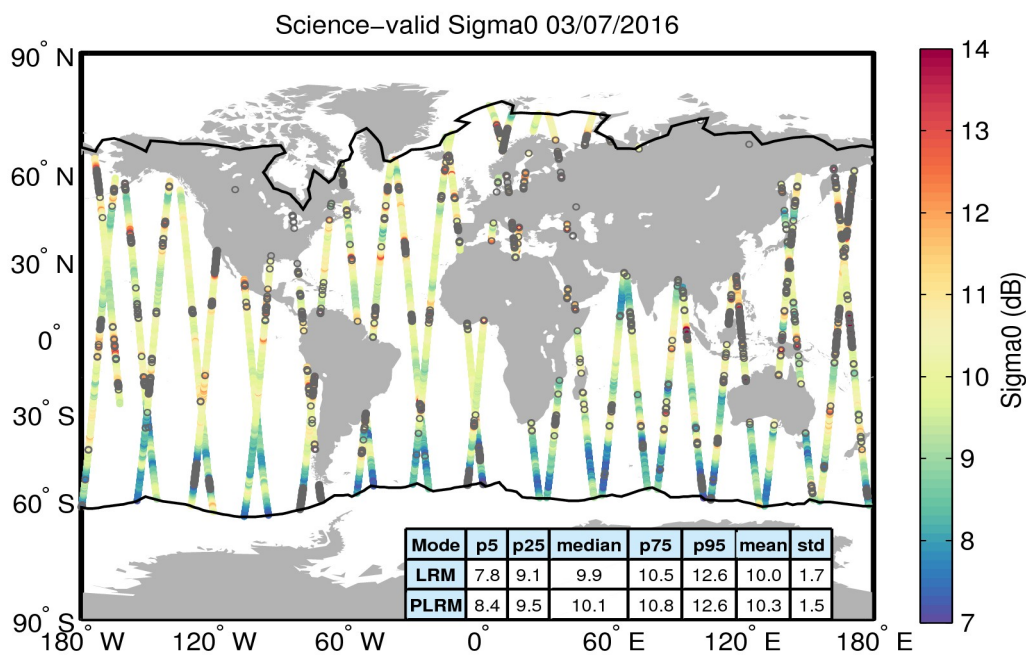 Science-valid Sigma0 03/07/2016
90° N
60° N
30° N
0°
30° S
60° S
90° S
180° W
120° W
60° W
0°
60° E
120° E
180° E
14
13
12
11
10
9
8
7
Sigma0 (dB)
Mode p5 p25 median p75 p95 mean std
LRM 7.8 9.1 9.9 10.5 12.6 10.0 1.7
PLRM 8.4 9.5 10.1 10.8 12.6 10.3 1.5